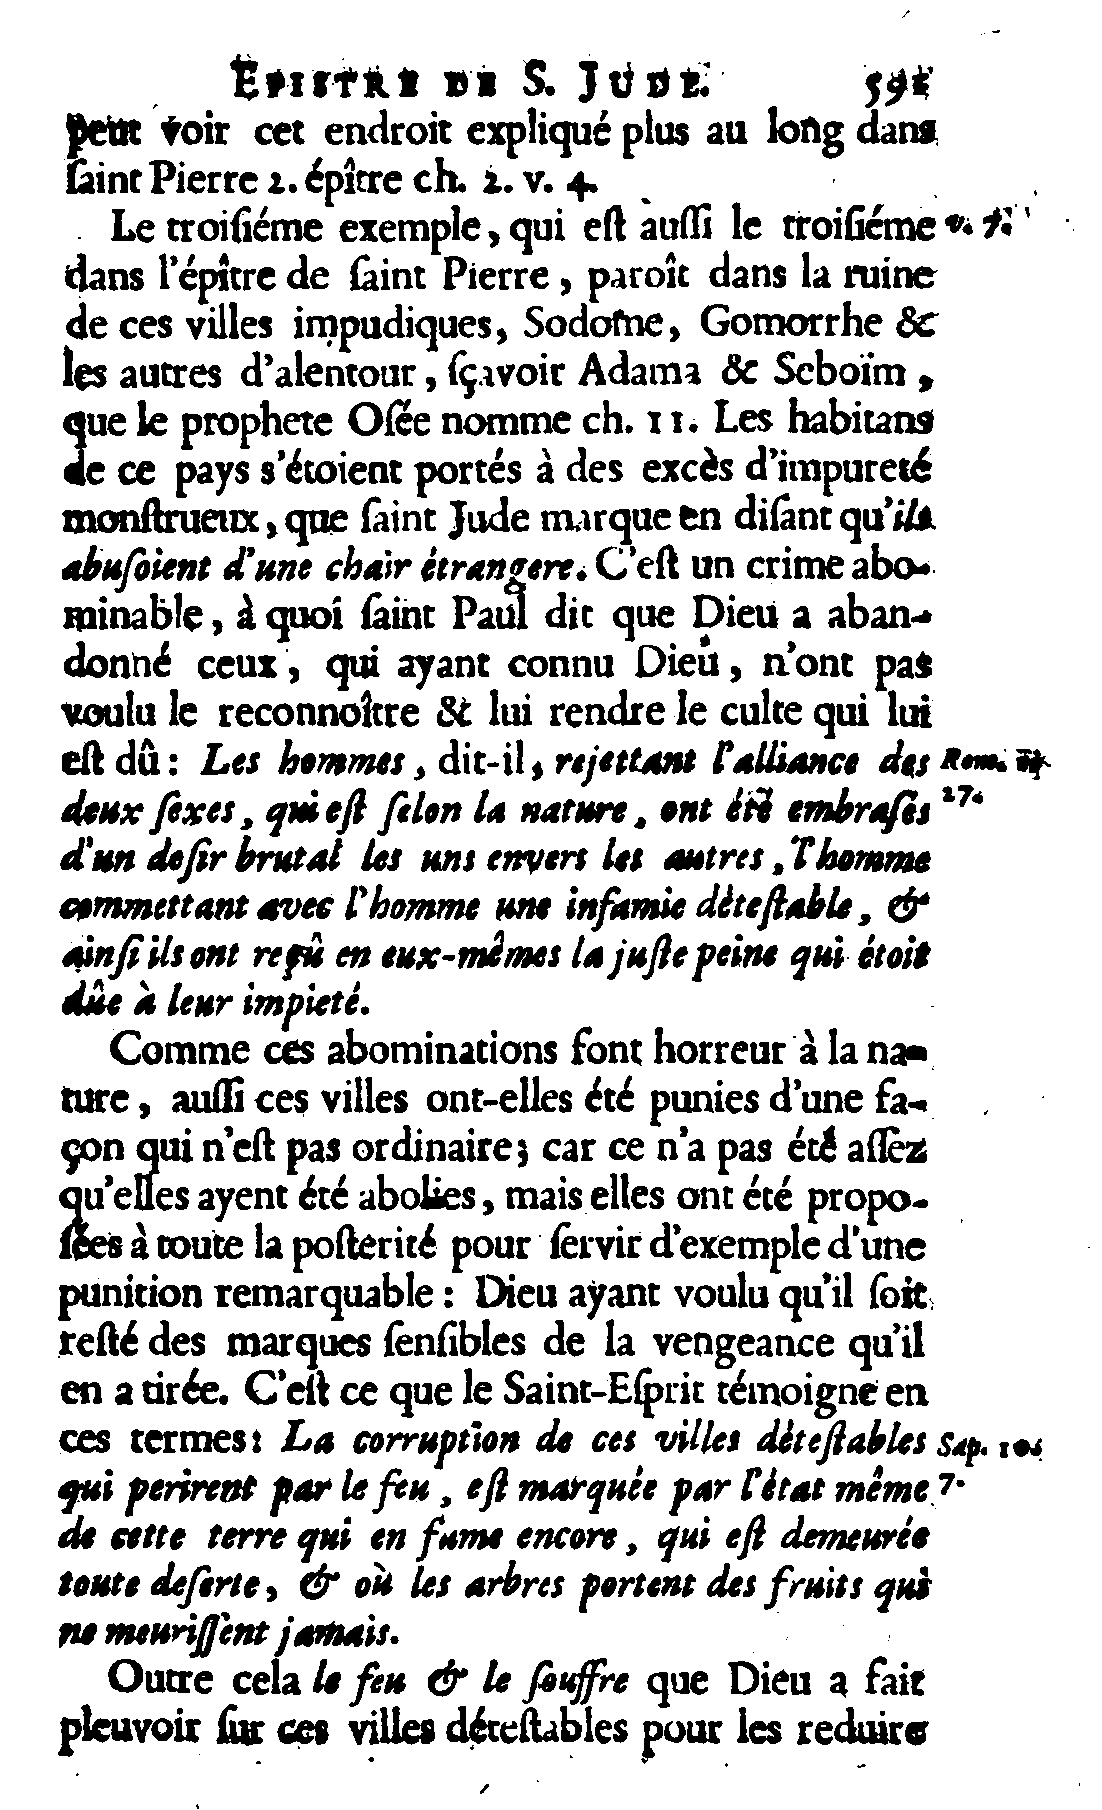 EPISTRE DE S. JUDE. 591
peut voir cet endroit expliqué plus au long dans
ſaint Pierre 2. épître ch. 2. v. 4.
Le troiſiéme exemple, qui eſt auſſi le troiſiéme v. 7.
dans l'épître de ſaint Pierre, paroît dans la ruine
de ces villes impudiques, Sodome, Gomorrhe &
les autres d'alentour, ſçavoir Adama & Seboïm,
que le prophete Oſée nomme ch. 11. Les habitans
de ce pays s'étoient portés à des excès d'impureté
monſtrueux, que ſaint Jude marque en diſant qu'ils
abuſoient d'une chair étrangere. C'eſt un crime abo-
minable, à quoi ſaint Paul dit que Dieu a aban-
donné ceux, qui ayant connu Dieu, n'ont pas
voulu le reconnoître & lui rendre le culte qui lui
eſt dû: Les hommes, dit-il, rejettant l'alliance des Rom.
deux ſexes, qui eſt ſelon la nature, ont été embraſés 27.
d'un deſir brutal les uns envers les autres, l'homme
commettant avec l'homme une infamie déteſtable, &
ainſi ils ont reçû en eux-mêmes la juſte peine qui étoit
dûe à leur impieté.
Comme ces abominations font horreur à la na-
ture, auſſi ces villes ont-elles été punies d'une fa-
çon qui n'eſt pas ordinaire; car ce n'a pas été aſſez
qu'elles ayent été abolies, mais elles ont été propo-
ſées à toute la poſterité pour ſervir d'exemple d'une
punition remarquable: Dieu ayant voulu qu'il ſoit
reſté des marques ſenſibles de la vengeance qu'il
en a tirée. C'eſt ce que le Saint-Eſprit témoigne en
ces termes: La corruption de ces villes déteſtables Sap. 10.
qui perirent par le feu, eſt marquée par l'état même 7.
de cette terre qui en fume encore, qui eſt demeurée
toute deſerte, & où les arbres portent des fruits qui
ne meuriſſent jamais.
Outre cela le feu & le ſouffre que Dieu a fait
pleuvoir ſur ces villes déteſtables pour les reduire